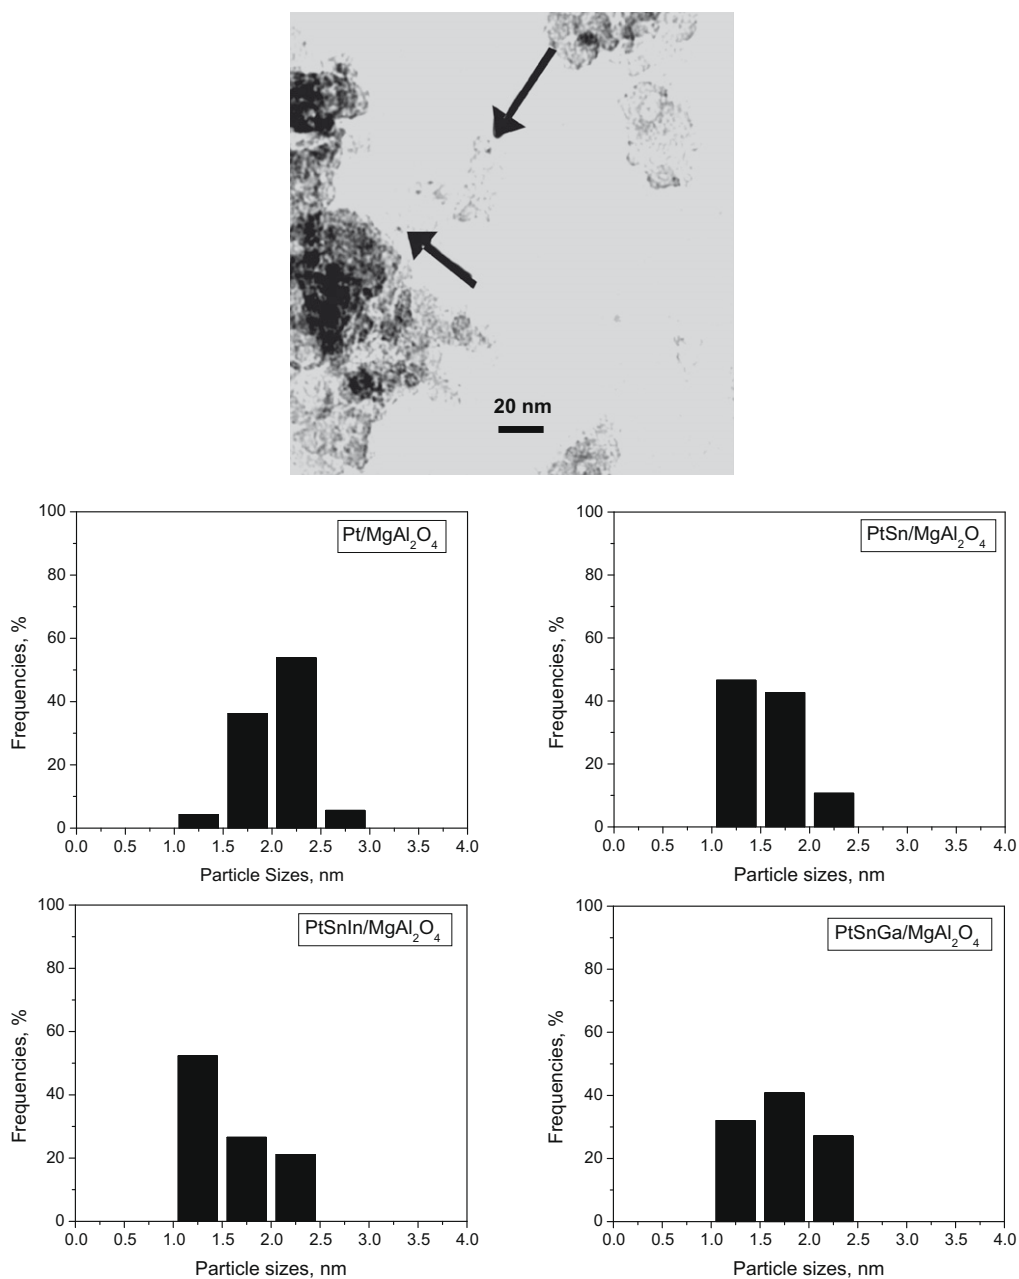 20 nm
Pt/MgAl₂O₄
Frequencies, %
100
80
60
40
20
0
0.0 0.5 1.0 1.5 2.0 2.5 3.0 3.5 4.0
Particle Sizes, nm
PtSn/MgAl₂O₄
Frequencies, %
100
80
60
40
20
0
0.0 0.5 1.0 1.5 2.0 2.5 3.0 3.5 4.0
Particle sizes, nm
PtSnIn/MgAl₂O₄
Frequencies, %
100
80
60
40
20
0
0.0 0.5 1.0 1.5 2.0 2.5 3.0 3.5 4.0
Particle sizes, nm
PtSnGa/MgAl₂O₄
Frequencies, %
100
80
60
40
20
0
0.0 0.5 1.0 1.5 2.0 2.5 3.0 3.5 4.0
Particle sizes, nm